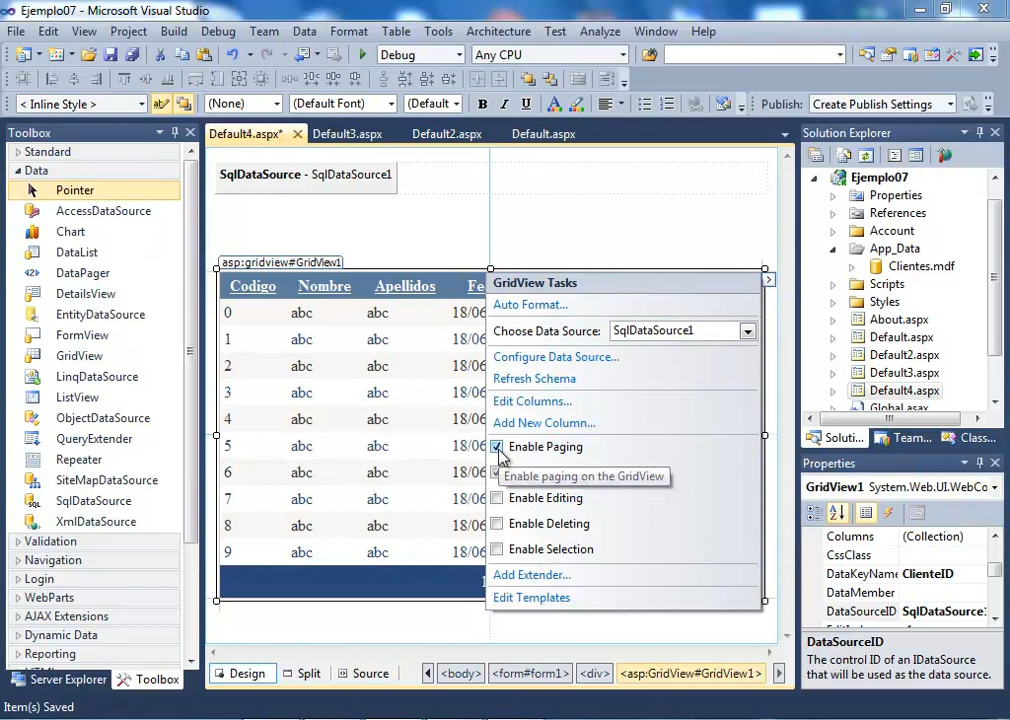 Ejemplo07 - Microsoft Visual Studio
File Edit View Project Build Debug Team Data Format Table Tools Architecture Test Analyze Window Help
Debug Any CPU
< Inline Style > (None) (Default Font) (Default B I U A Publish: Create Publish Settings
Toolbox
Standard
Data
Pointer
AccessDataSource
Chart
DataList
DataPager
DetailsView
EntityDataSource
FormView
GridView
LinqDataSource
ListView
ObjectDataSource
QueryExtender
Repeater
SiteMapDataSource
SqlDataSource
XmlDataSource
Validation
Navigation
Login
WebParts
AJAX Extensions
Dynamic Data
Reporting
Server Explorer Toolbox
Default4.aspx* Default3.aspx Default2.aspx Default.aspx
SqlDataSource - SqlDataSource1
asp:gridview#GridView1
Codigo Nombre Apellidos Fe
0 abc abc 18/06
1 abc abc 18/06
2 abc abc 18/06
3 abc abc 18/06
4 abc abc 18/06
5 abc abc 18/06
6 abc abc 18/06
7 abc abc 18/06
8 abc abc 18/06
9 abc abc 18/06
GridView Tasks
Auto Format...
Choose Data Source: SqlDataSource1
Configure Data Source...
Refresh Schema
Edit Columns...
Add New Column...
Enable Paging
Enable paging on the GridView
Enable Editing
Enable Deleting
Enable Selection
Add Extender...
Edit Templates
Design Split Source <body> <form#form1> <div> <asp:GridView#GridView1>
Solution Explorer
Ejemplo07
Properties
References
Account
App_Data
Clientes.mdf
Scripts
Styles
About.aspx
Default.aspx
Default2.aspx
Default3.aspx
Default4.aspx
Global.asax
Soluti... Team... Class...
Properties
GridView1 System.Web.UI.WebCo
Columns (Collection)
CssClass
DataKeyName ClienteID
DataMember
DataSourceID SqlDataSource1
DataSourceID
The control ID of an IDataSource
that will be used as the data source.
Item(s) Saved